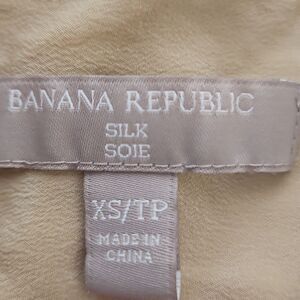 BANANA REPUBLIC
SILK
SOIE
XS/TP
MADE IN
CHINA